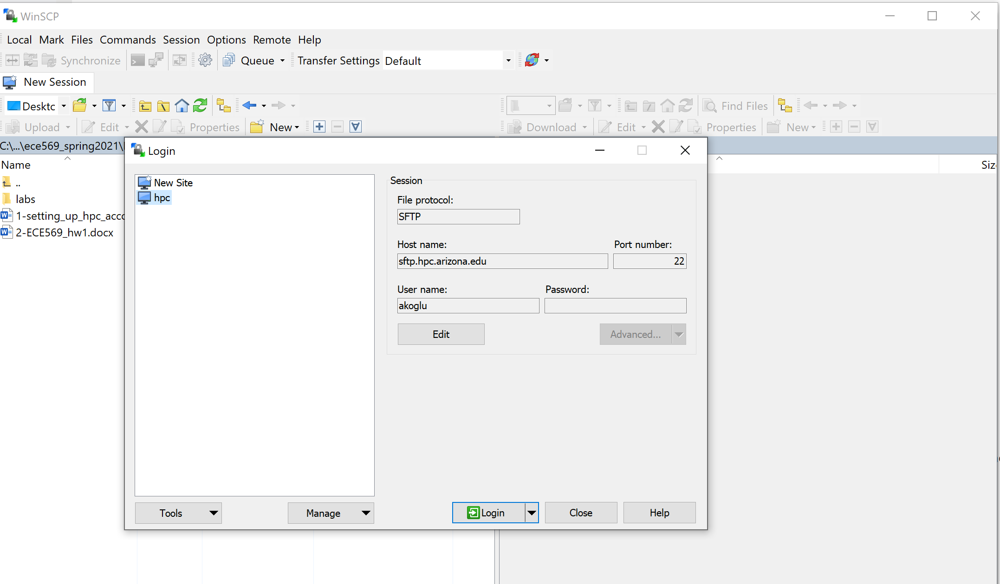 WinSCP
Local Mark Files Commands Session Options Remote Help
Synchronize Queue Transfer Settings Default
New Session
Desktc Find Files
Upload Edit Properties New Download Edit Properties New
C:\...\ece569_spring2021\
Login
Name Siz
..
labs
1-setting_up_hpc_acco
2-ECE569_hw1.docx
New Site
hpc
Session
File protocol:
SFTP
Host name: Port number:
sftp.hpc.arizona.edu 22
User name: Password:
akoglu
Edit Advanced...
Tools Manage Login Close Help